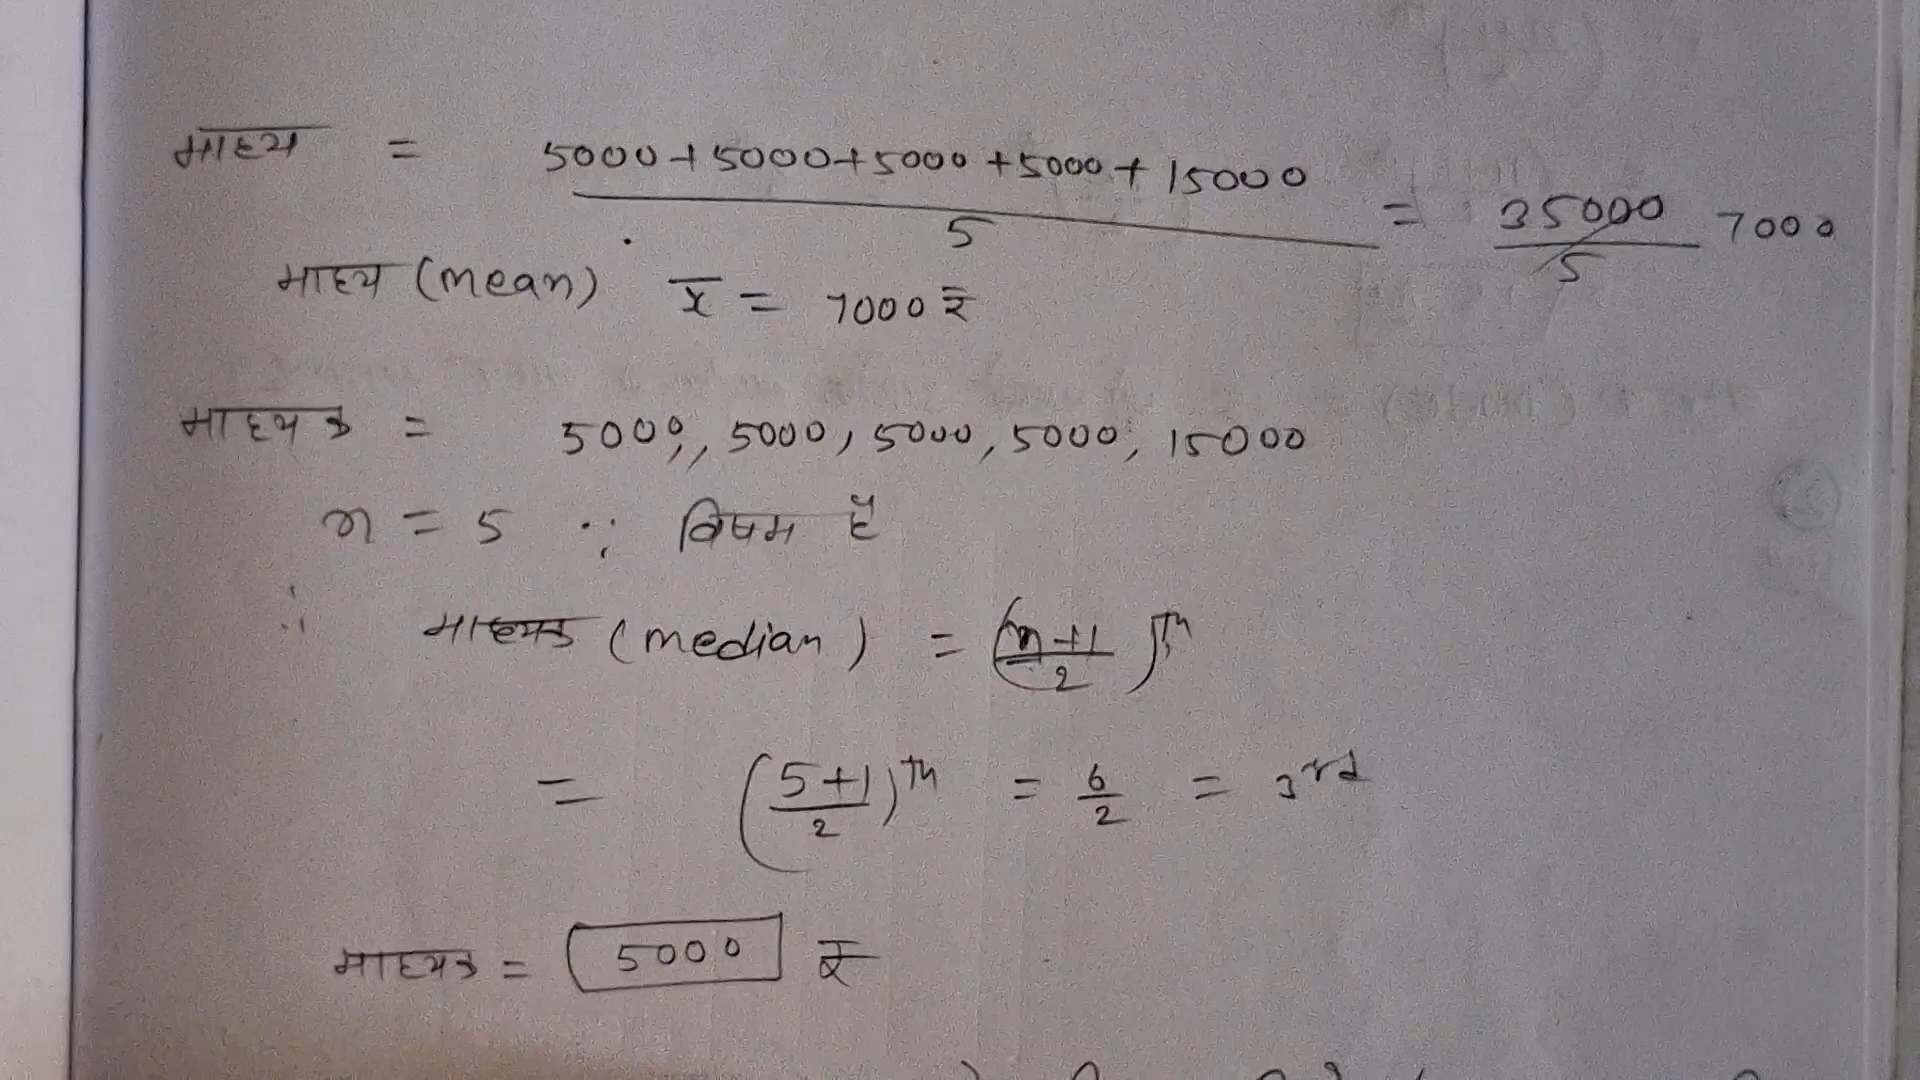 माध्य = 5000+5000+5000+5000+15000 / 5 = 35000 / 5 7000
माध्य (mean) x̄ = 7000 ₹
माध्यक = 5000, 5000, 5000, 5000, 15000
n = 5 ∵ विषम है
∴ माध्यक (median) = (n+1 / 2)th
= (5+1 / 2)th = 6/2 = 3rd
माध्यक = 5000 ₹